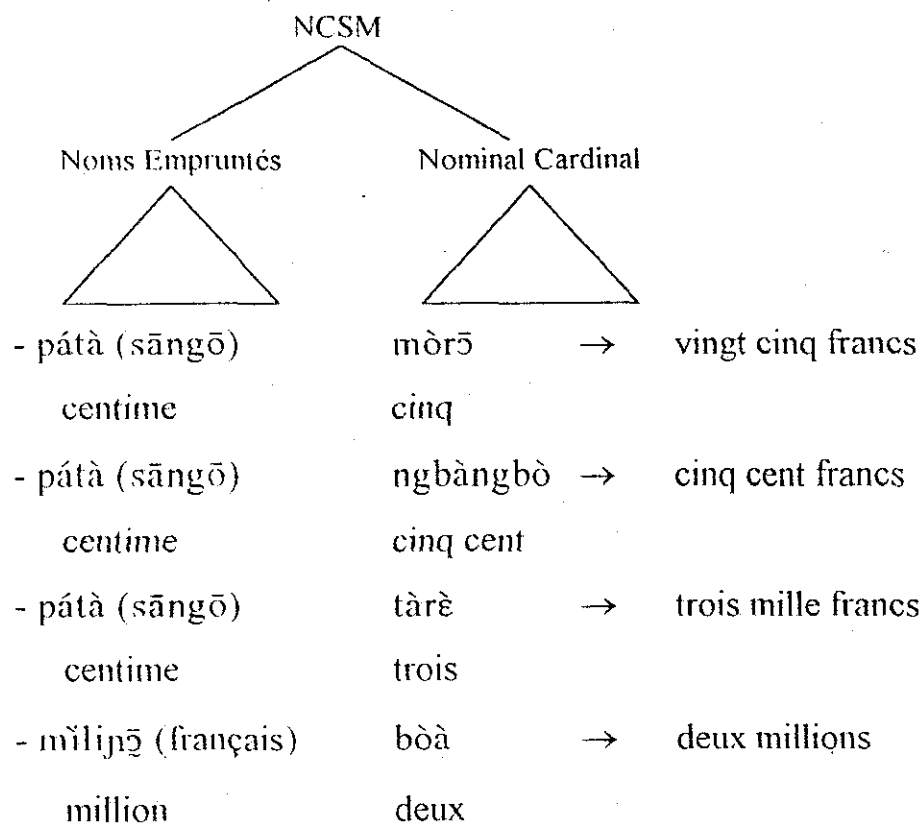 NCSM
Noms Empruntés Nominal Cardinal
- pátà (sāngō) mòrɔ̄ → vingt cinq francs
centime cinq
- pátà (sāngō) ngbàngbò → cinq cent francs
centime cinq cent
- pátà (sāngō) tàrɛ̀ → trois mille francs
centime trois
- mǐliɲɔ̰̄ (français) bòà → deux millions
million deux